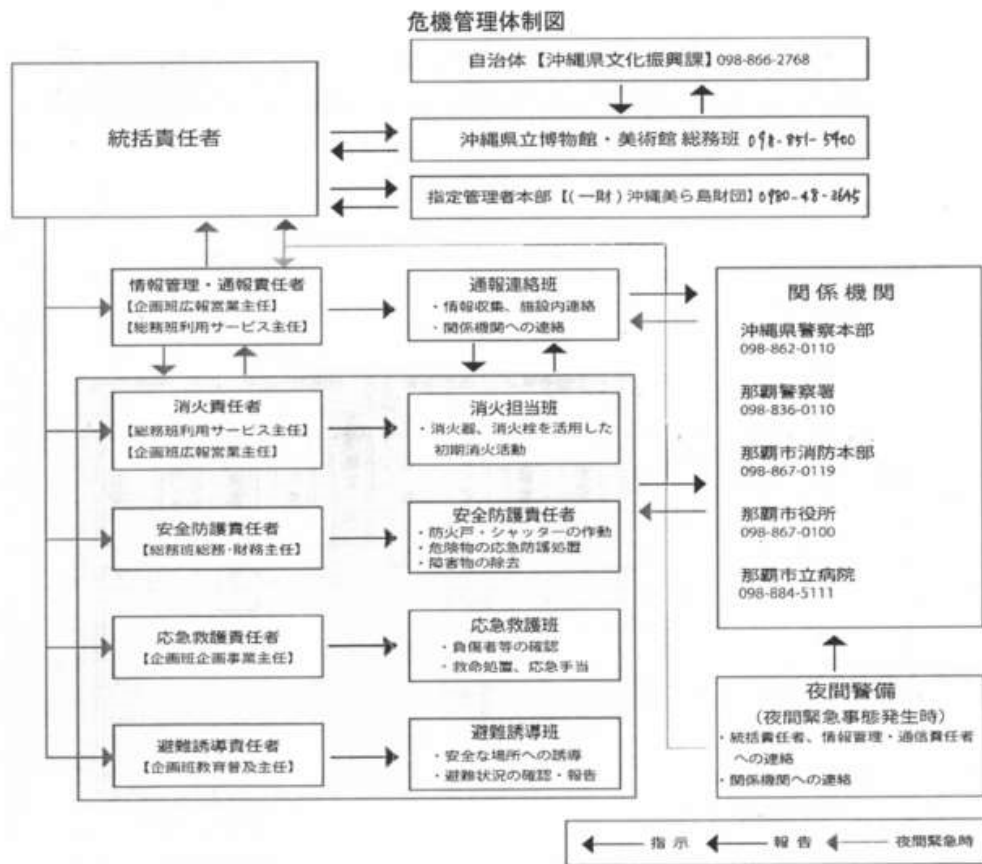 危機管理体制図
自治体【沖縄県文化振興課】098-866-2768
統括責任者
沖縄県立博物館・美術館 総務班 098-851-5400
指定管理者本部【(一財)沖縄美ら島財団】0980-48-3645
情報管理・通報責任者
【企画班広報営業主任】
【総務班利用サービス主任】
通報連絡班
・情報収集、施設内連絡
・関係機関への連絡
関係機関
沖縄県警察本部
098-862-0110
那覇警察署
098-836-0110
那覇市消防本部
098-867-0119
那覇市役所
098-867-0100
那覇市立病院
098-884-5111
消火責任者
【総務班利用サービス主任】
【企画班広報営業主任】
消火担当班
・消火器、消火栓を活用した
初期消火活動
安全防護責任者
【総務班総務・財務主任】
安全防護責任者
・防火戸・シャッターの作動
・危険物の応急防護処置
・障害物の除去
応急救護責任者
【企画班企画事業主任】
応急救護班
・負傷者等の確認
・救命処置、応急手当
避難誘導責任者
【企画班教育普及主任】
避難誘導班
・安全な場所への誘導
・避難状況の確認・報告
夜間警備
(夜間緊急事態発生時)
・統括責任者、情報管理・通信責任者
への連絡
・関係機関への連絡
指示 報告 夜間緊急時